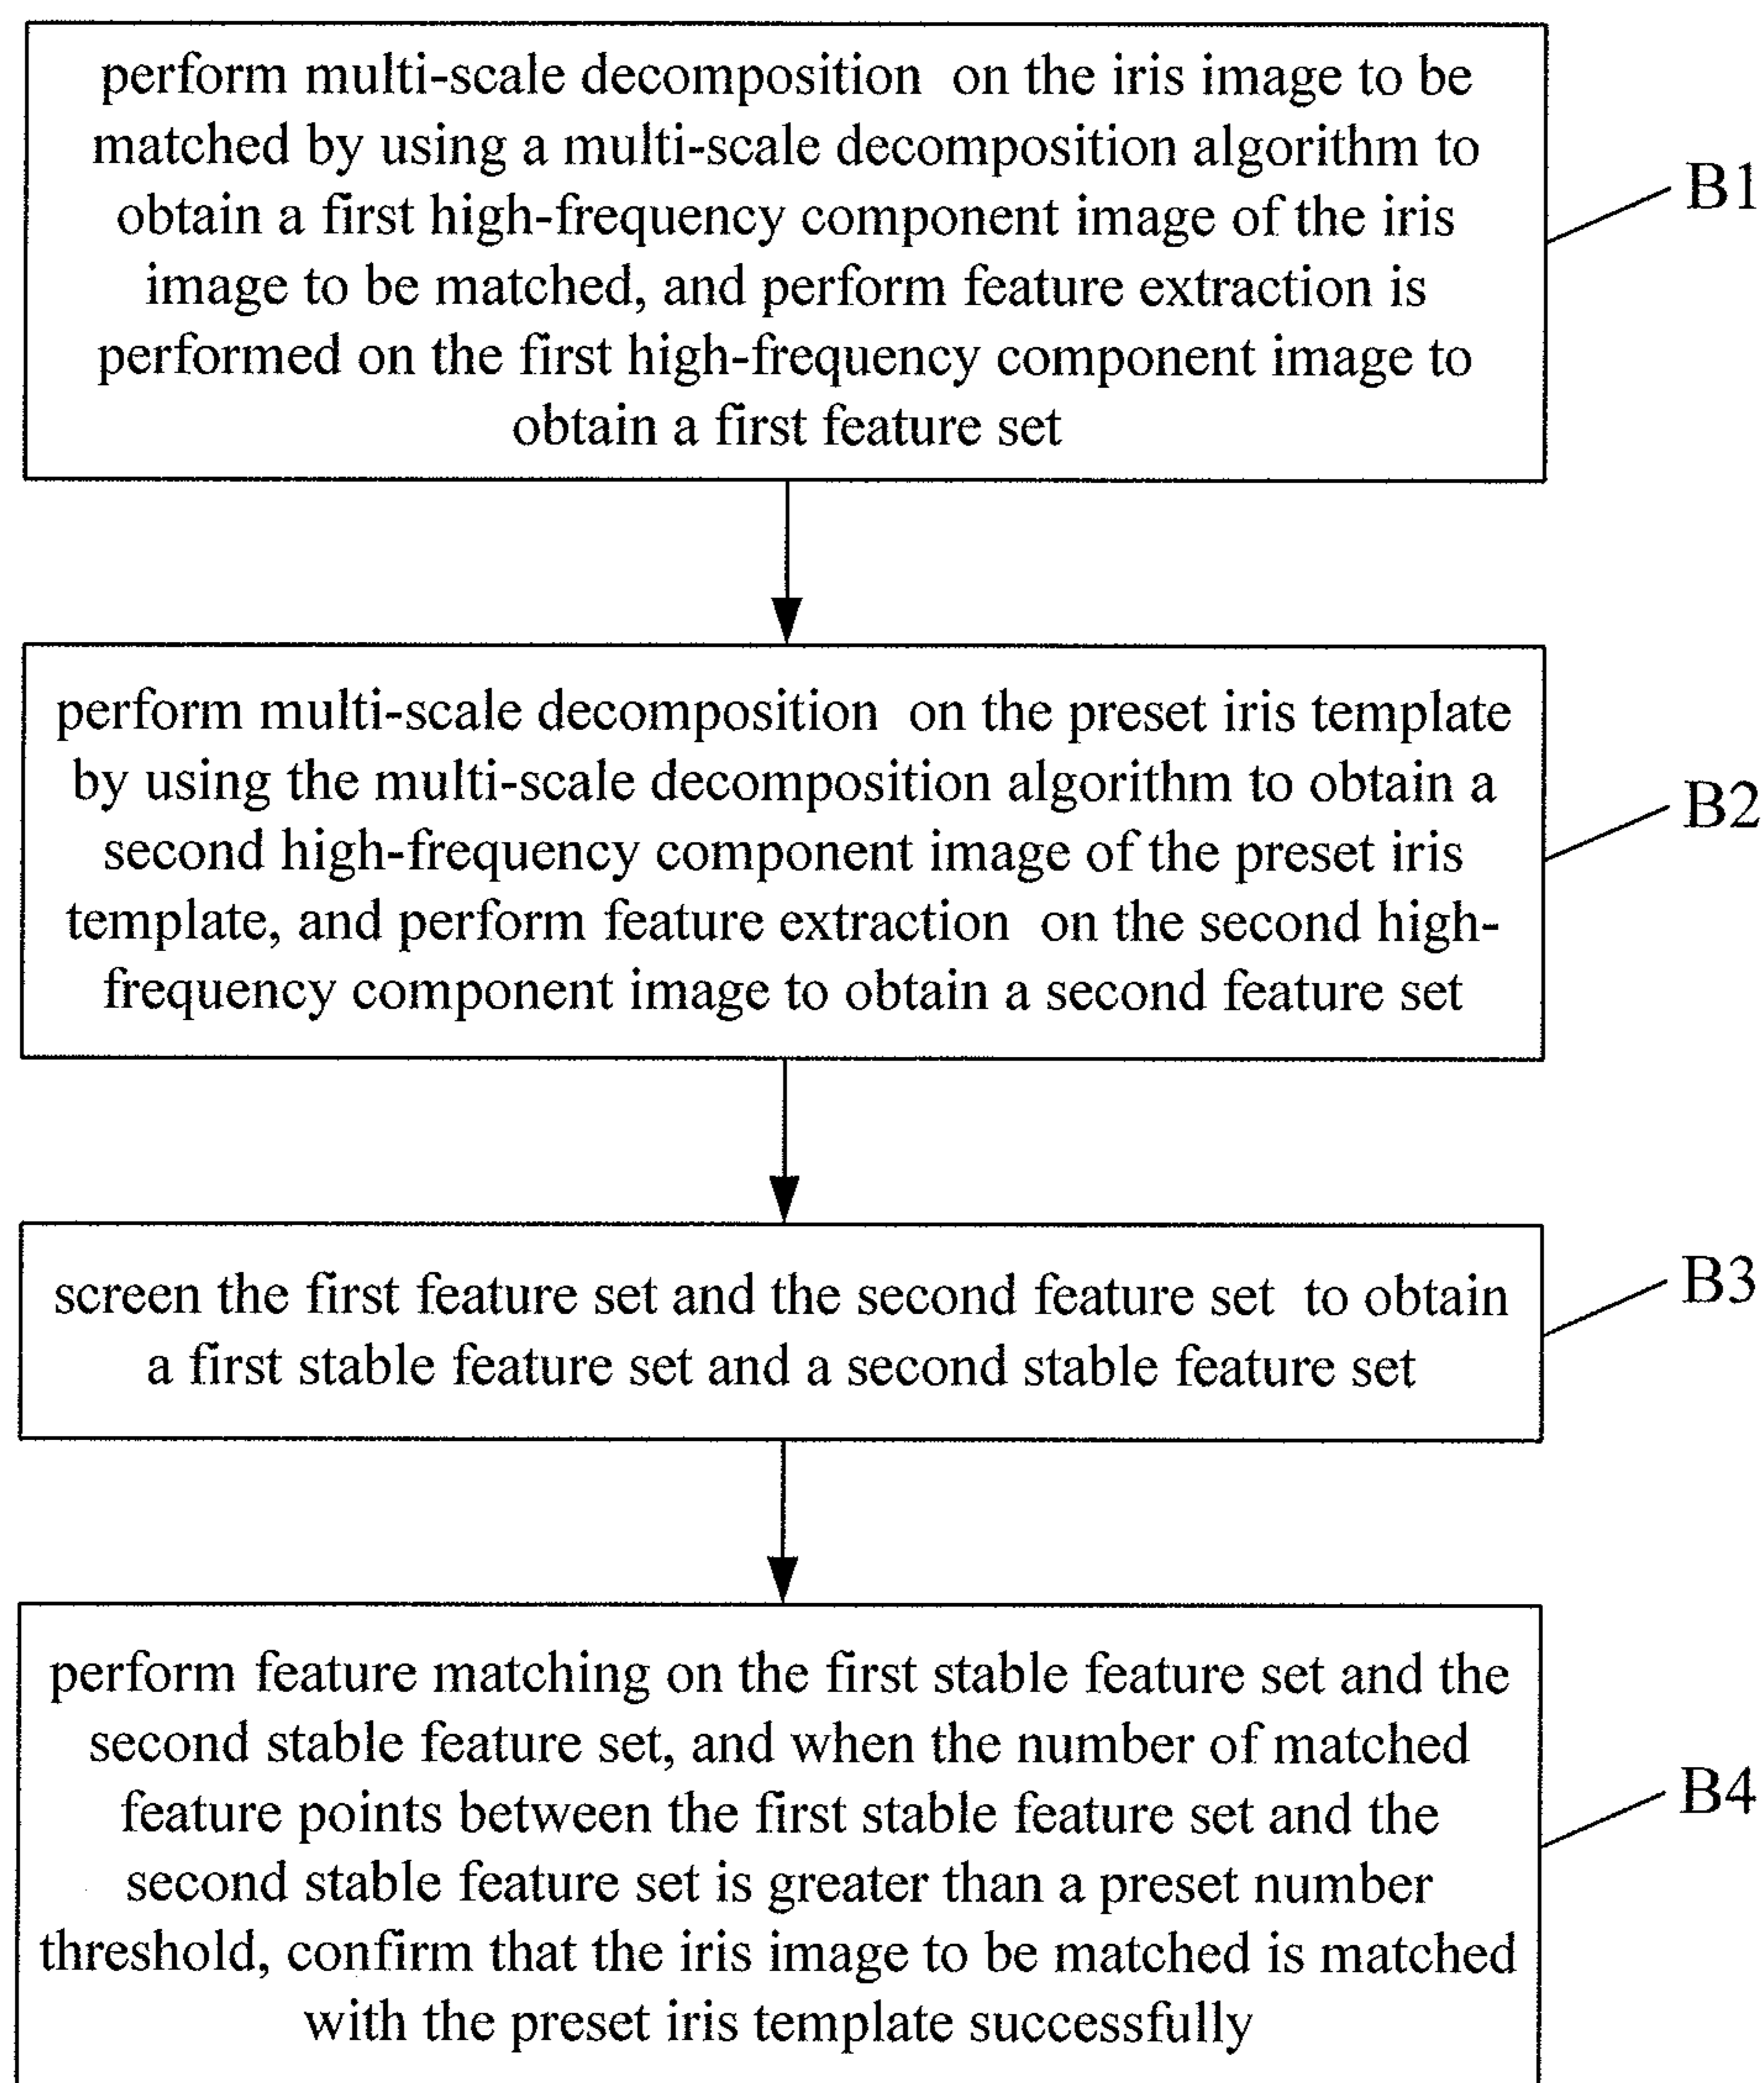 perform multi-scale decomposition on the iris image to be
matched by using a multi-scale decomposition algorithm to
obtain a first high-frequency component image of the iris
image to be matched, and perform feature extraction is
performed on the first high-frequency component image to
obtain a first feature set
B1
perform multi-scale decomposition on the preset iris template
by using the multi-scale decomposition algorithm to obtain a
second high-frequency component image of the preset iris
template, and perform feature extraction on the second high-
frequency component image to obtain a second feature set
B2
screen the first feature set and the second feature set to obtain
a first stable feature set and a second stable feature set
B3
perform feature matching on the first stable feature set and the
second stable feature set, and when the number of matched
feature points between the first stable feature set and the
second stable feature set is greater than a preset number
threshold, confirm that the iris image to be matched is matched
with the preset iris template successfully
B4